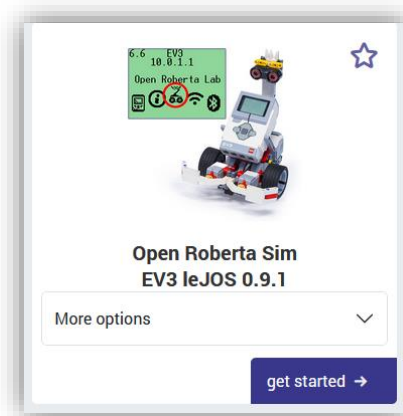 6.6 EV3
10.0.1.1
Open Roberta Lab
Open Roberta Sim
EV3 leJOS 0.9.1
More options
get started →